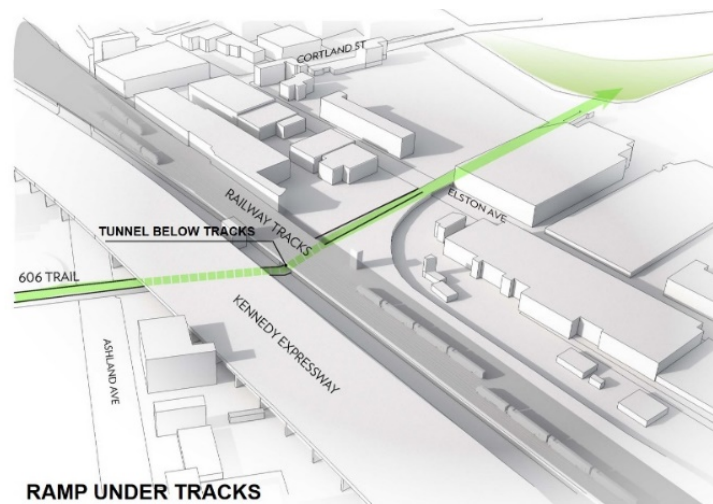 CORTLAND ST
RAILWAY TRACKS
ELSTON AVE
TUNNEL BELOW TRACKS
606 TRAIL
KENNEDY EXPRESSWAY
ASHLAND AVE
RAMP UNDER TRACKS